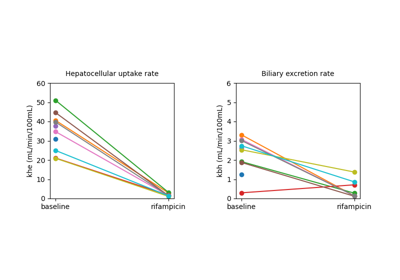 Hepatocellular uptake rate
khe (mL/min/100mL)
60
50
40
30
20
10
0
baseline
rifampicin
Biliary excretion rate
kbh (mL/min/100mL)
6
5
4
3
2
1
0
baseline
rifampicin